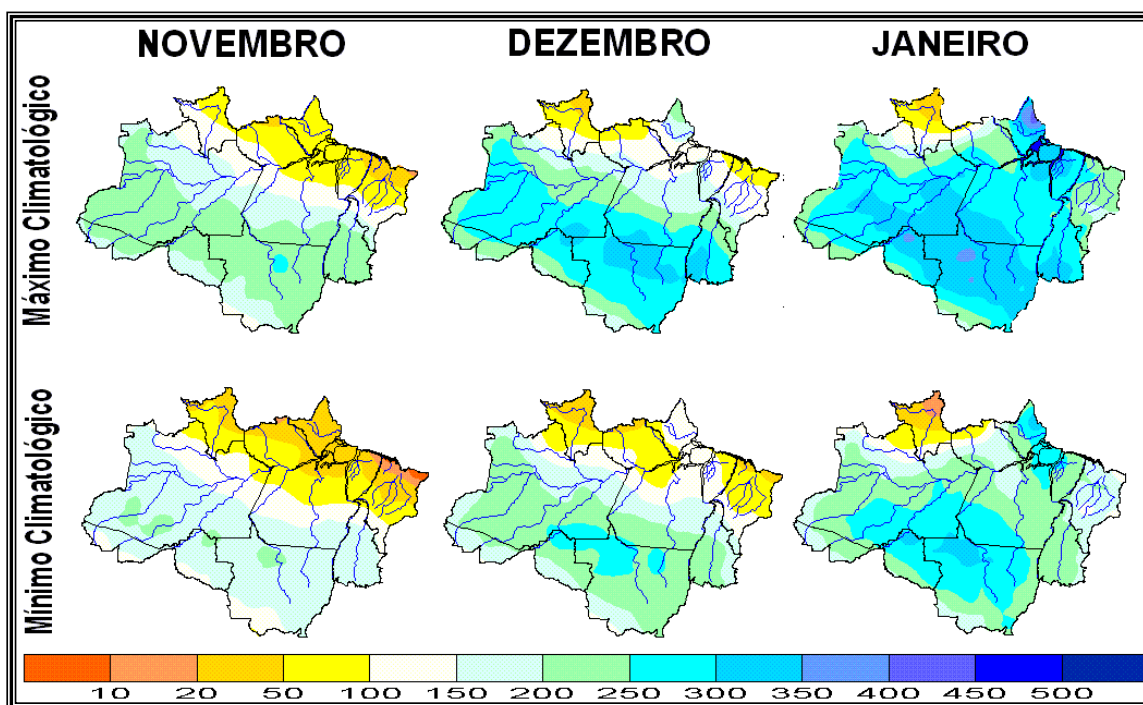 NOVEMBRO DEZEMBRO JANEIRO
Máximo Climatológico
Mínimo Climatológico
10 20 50 100 150 200 250 300 350 400 450 500